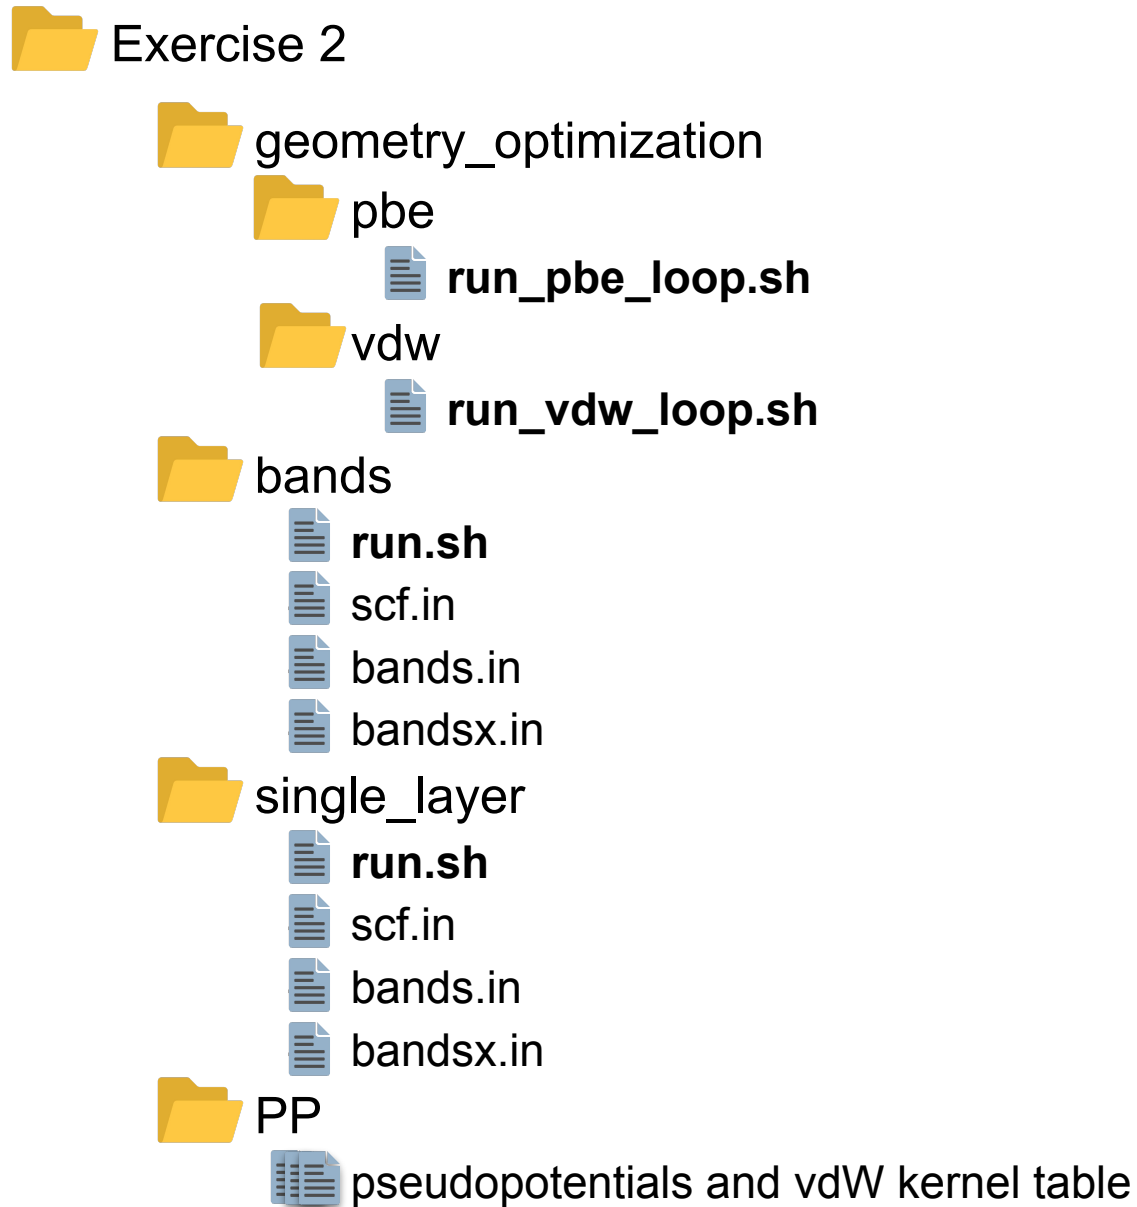 Exercise 2
geometry_optimization
pbe
run_pbe_loop.sh
vdw
run_vdw_loop.sh
bands
run.sh
scf.in
bands.in
bandsx.in
single_layer
run.sh
scf.in
bands.in
bandsx.in
PP
pseudopotentials and vdW kernel table